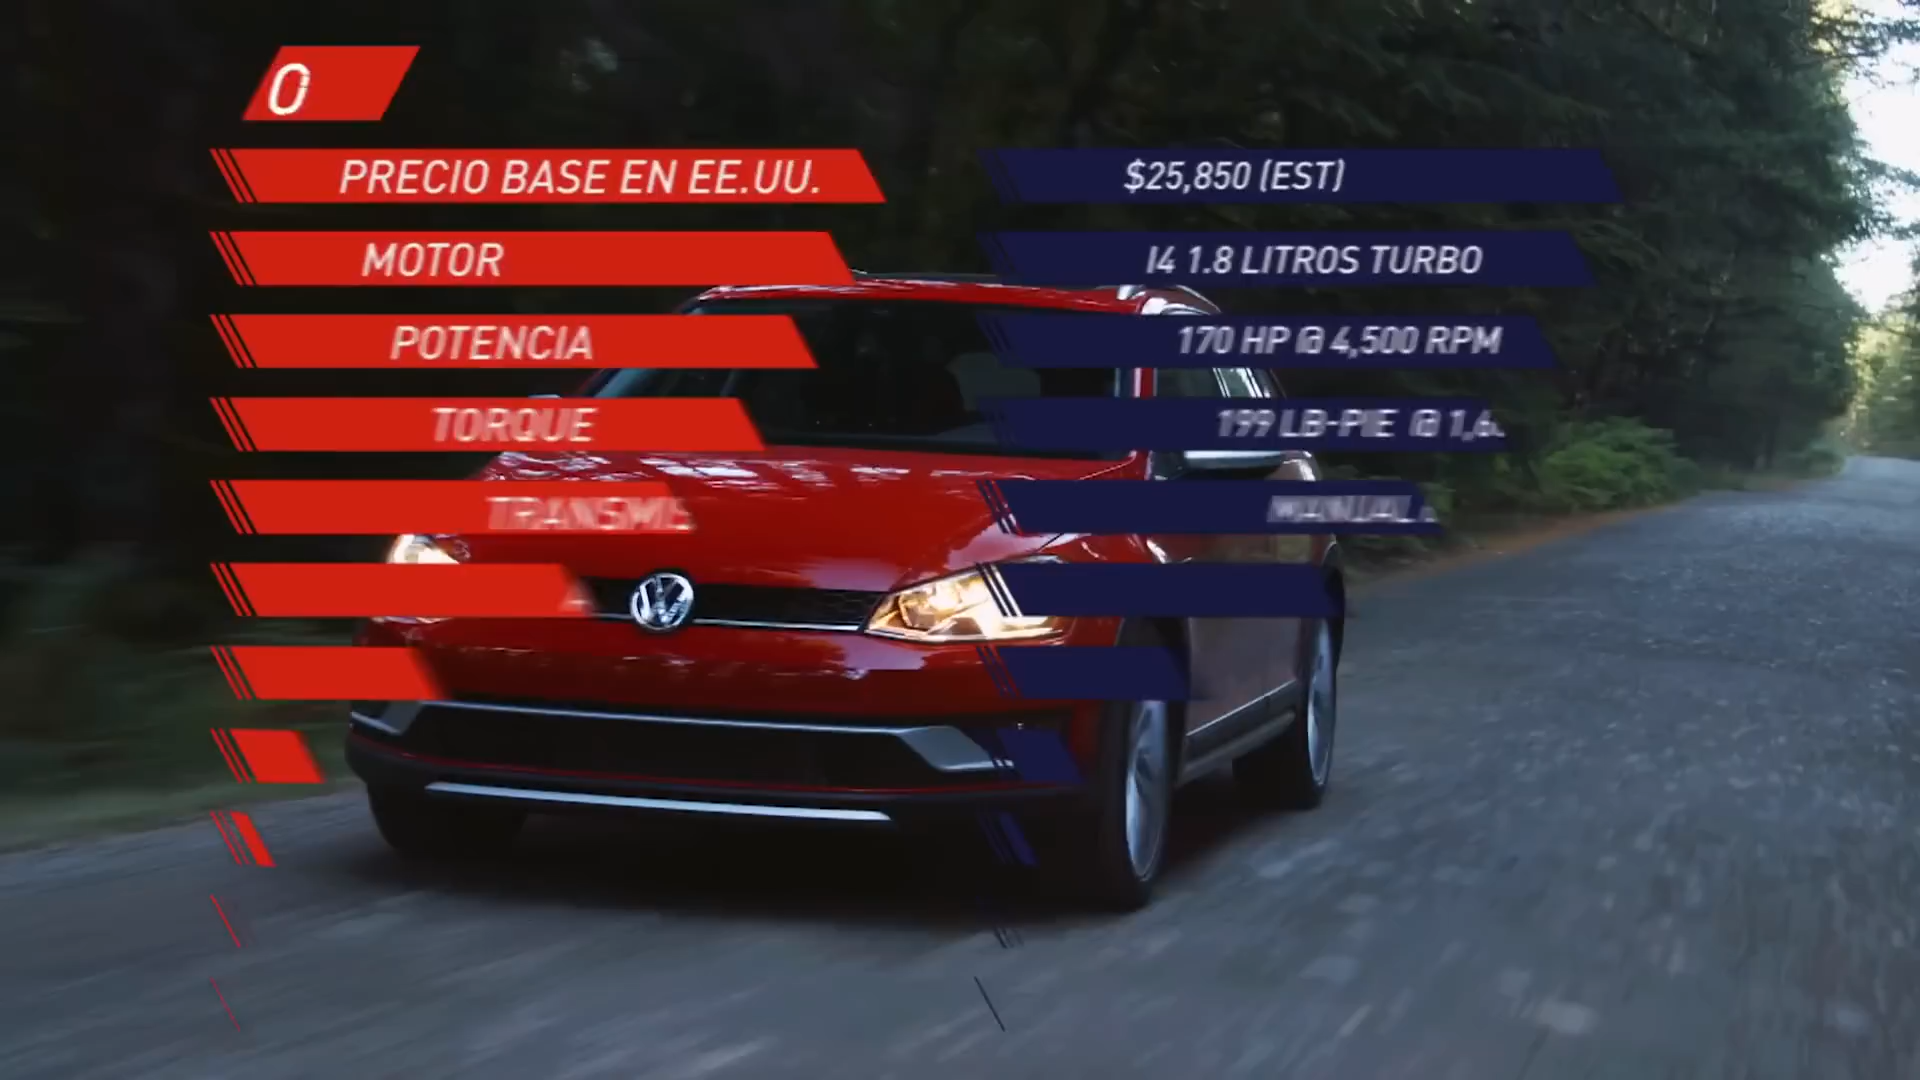 0
PRECIO BASE EN EE.UU. $25,850 (EST)
MOTOR I4 1.8 LITROS TURBO
POTENCIA 170 HP @ 4,500 RPM
TORQUE 199 LB-PIE @
MANUAL